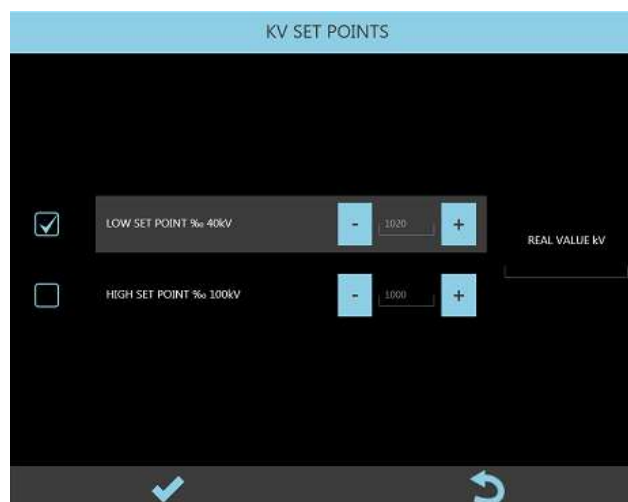 KV SET POINTS
LOW SET POINT ‰ 40kV - 1020 +
REAL VALUE kV
HIGH SET POINT ‰ 100kV - 1000 +